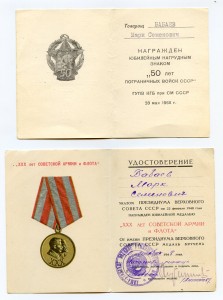 Товарищ БАБАЕВ
Марк Семенович
НАГРАЖДЕН
ЮБИЛЕЙНЫМ НАГРУДНЫМ
ЗНАКОМ
„50 ЛЕТ
ПОГРАНИЧНЫХ ВОЙСК СССР“
ГУПВ КГБ при СМ СССР
28 мая 1968 г.
50
„XXX ЛЕТ СОВЕТСКОЙ АРМИИ
и ФЛОТА“
УДОСТОВЕРЕНИЕ
Бабаев
Марк
Семенович
УКАЗОМ ПРЕЗИДИУМА ВЕРХОВНОГО
СОВЕТА СССР от 22 февраля 1948 года
НАГРАЖДЕН ЮБИЛЕЙНОЙ МЕДАЛЬЮ
„XXX ЛЕТ СОВЕТСКОЙ АРМИИ
и ФЛОТА“
ОТ ИМЕНИ ПРЕЗИДИУМА ВЕРХОВНОГО
СОВЕТА СССР МЕДАЛЬ ВРУЧЕНА